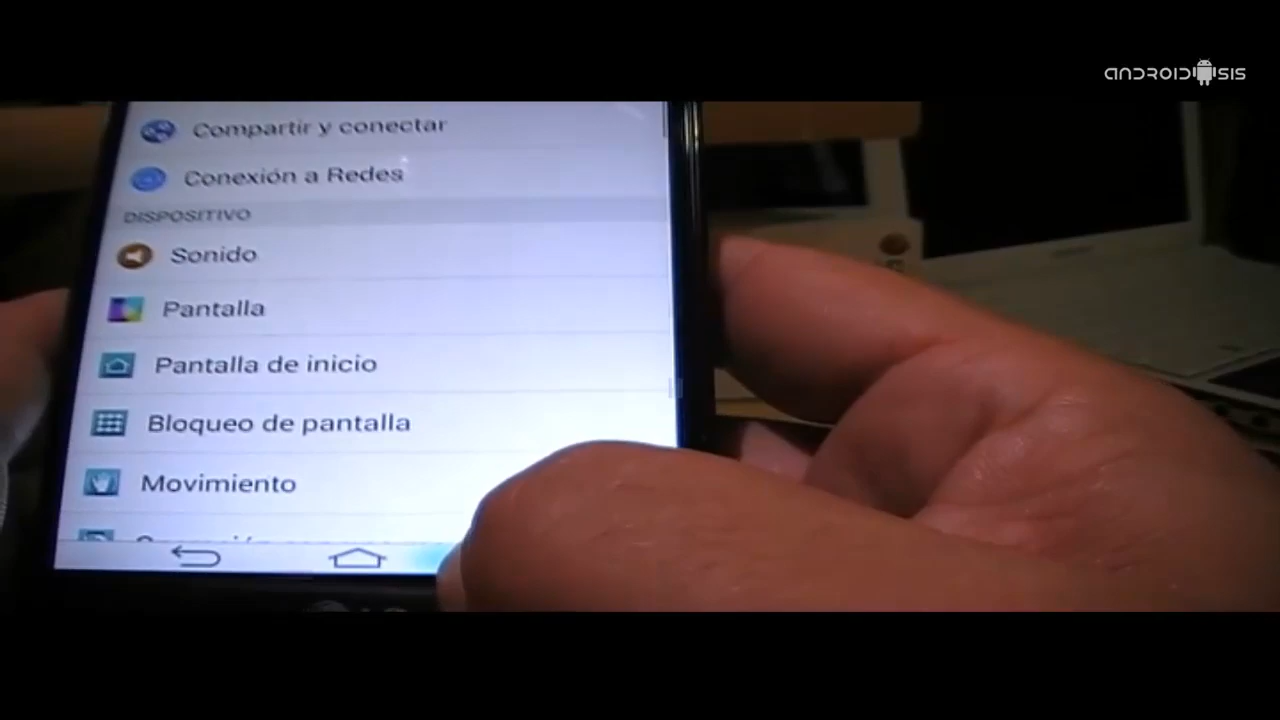 ANDROIDSIS
Compartir y conectar
Conexión a Redes
DISPOSITIVO
Sonido
Pantalla
Pantalla de inicio
Bloqueo de pantalla
Movimiento